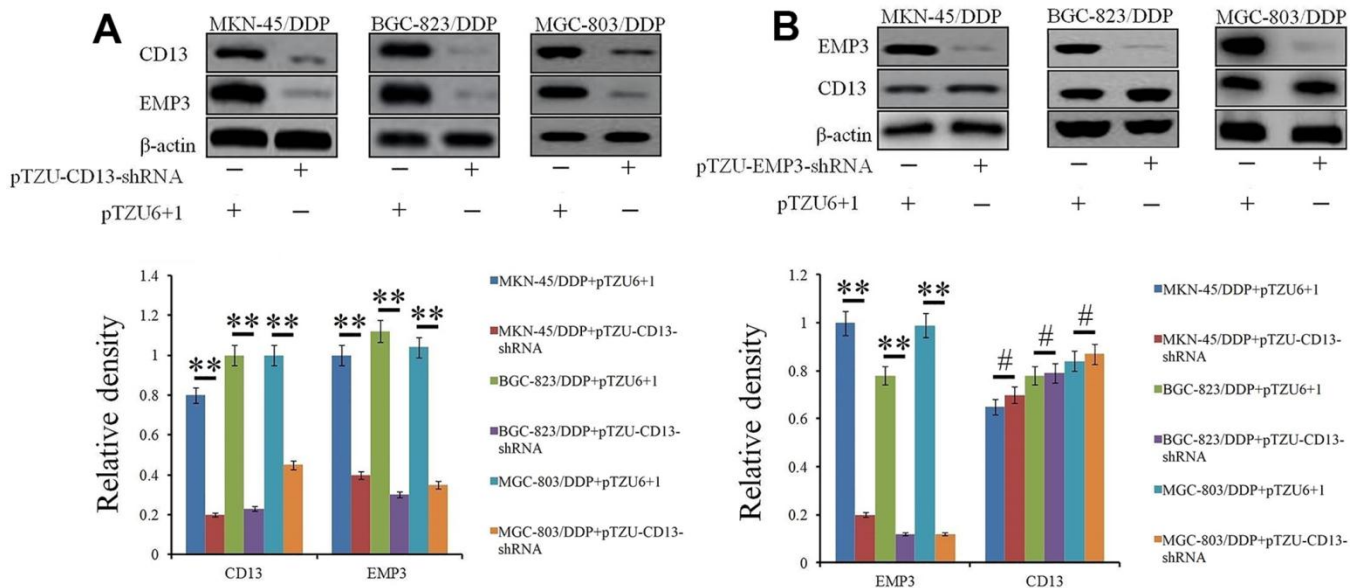 A
MKN-45/DDP BGC-823/DDP MGC-803/DDP
CD13
EMP3
β-actin
pTZU-CD13-shRNA − + − + − +
pTZU6+1 + − + − + −
1.4
1.2
1
0.8
0.6
0.4
0.2
0
Relative density
** ** ** ** ** **
CD13 EMP3
MKN-45/DDP+pTZU6+1
MKN-45/DDP+pTZU-CD13-
shRNA
BGC-823/DDP+pTZU6+1
BGC-823/DDP+pTZU-CD13-
shRNA
MGC-803/DDP+pTZU6+1
MGC-803/DDP+pTZU-CD13-
shRNA
B
MKN-45/DDP BGC-823/DDP MGC-803/DDP
EMP3
CD13
β-actin
pTZU-EMP3-shRNA − + − + − +
pTZU6+1 + − + − + −
1.2
1
0.8
0.6
0.4
0.2
0
Relative density
** ** ** # # #
EMP3 CD13
MKN-45/DDP+pTZU6+1
MKN-45/DDP+pTZU-CD13-
shRNA
BGC-823/DDP+pTZU6+1
BGC-823/DDP+pTZU-CD13-
shRNA
MGC-803/DDP+pTZU6+1
MGC-803/DDP+pTZU-CD13-
shRNA